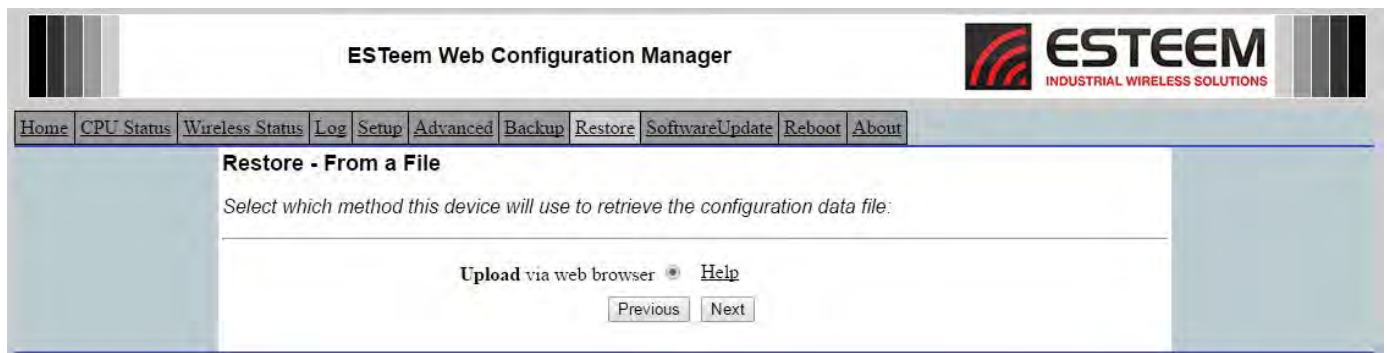 ESTeem Web Configuration Manager
ESTEEM
INDUSTRIAL WIRELESS SOLUTIONS
Home CPU Status Wireless Status Log Setup Advanced Backup Restore SoftwareUpdate Reboot About
Restore - From a File
Select which method this device will use to retrieve the configuration data file:
Upload via web browser Help
Previous Next